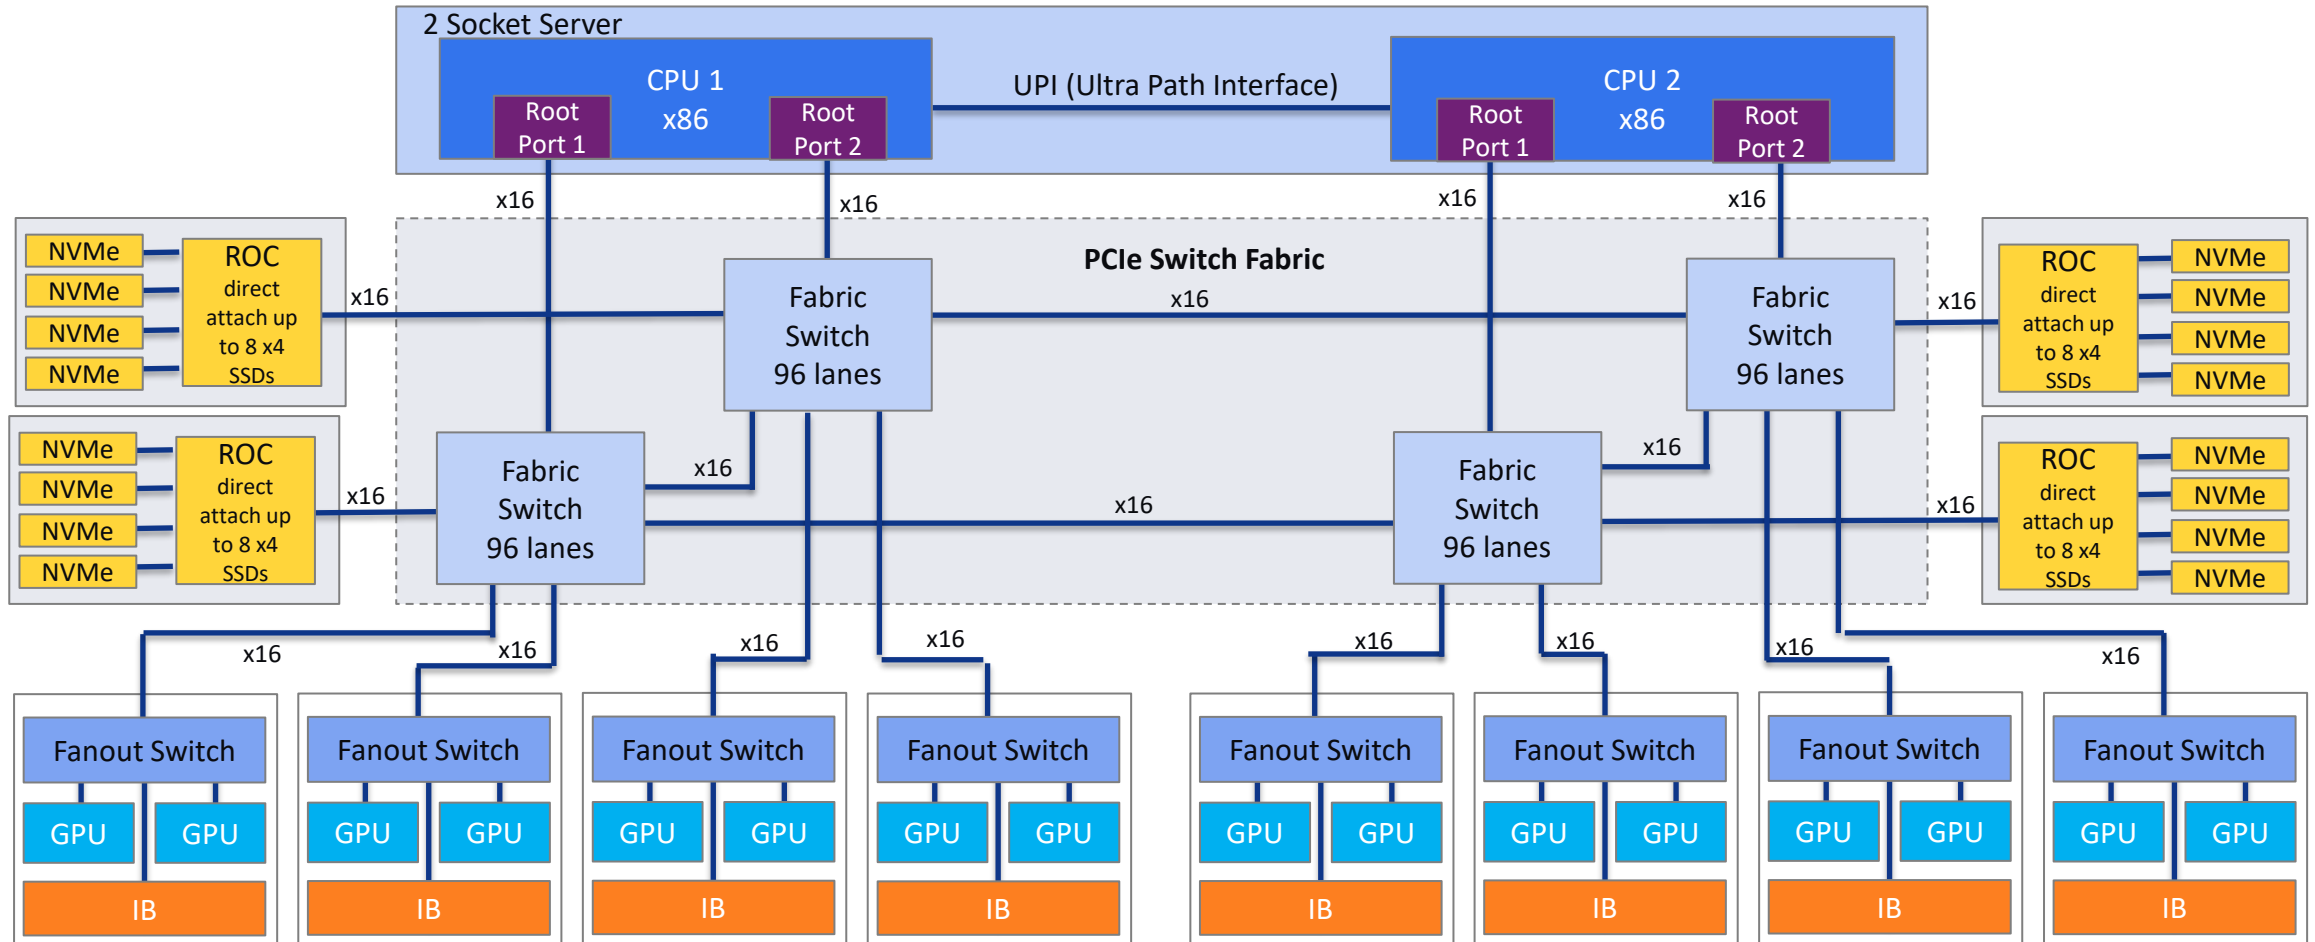 2 Socket Server
CPU 1
x86
Root
Port 1
Root
Port 2
UPI (Ultra Path Interface)
CPU 2
x86
Root
Port 1
Root
Port 2
x16
x16
x16
x16
PCIe Switch Fabric
NVMe
NVMe
NVMe
NVMe
ROC
direct
attach up
to 8 x4
SSDs
x16
Fabric
Switch
96 lanes
x16
Fabric
Switch
96 lanes
x16
ROC
direct
attach up
to 8 x4
SSDs
NVMe
NVMe
NVMe
NVMe
NVMe
NVMe
NVMe
NVMe
ROC
direct
attach up
to 8 x4
SSDs
x16
Fabric
Switch
96 lanes
x16
x16
Fabric
Switch
96 lanes
x16
x16
ROC
direct
attach up
to 8 x4
SSDs
NVMe
NVMe
NVMe
NVMe
x16
x16
x16
x16
x16
x16
x16
x16
Fanout Switch
GPU
GPU
IB
Fanout Switch
GPU
GPU
IB
Fanout Switch
GPU
GPU
IB
Fanout Switch
GPU
GPU
IB
Fanout Switch
GPU
GPU
IB
Fanout Switch
GPU
GPU
IB
Fanout Switch
GPU
GPU
IB
Fanout Switch
GPU
GPU
IB